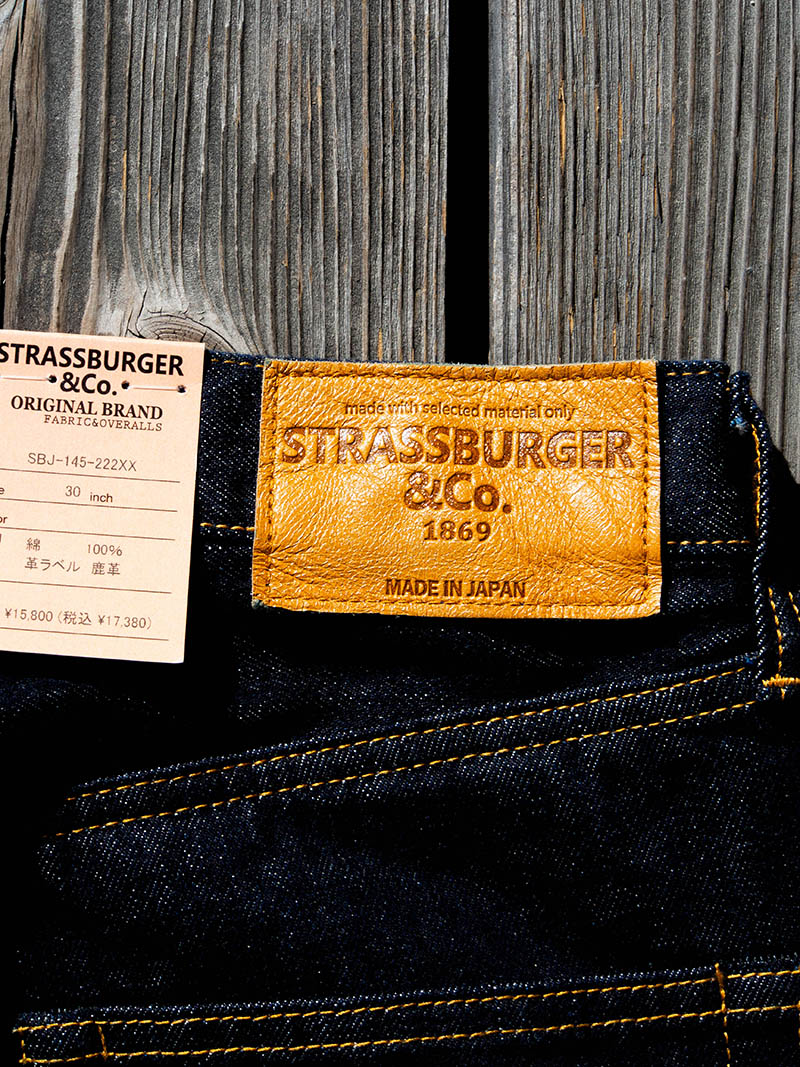 STRASSBURGER
&Co.
ORIGINAL BRAND
FABRIC&OVERALLS
SBJ-145-222XX
30 inch
綿 100%
革ラベル 鹿革
¥15,800 (税込 ¥17,380)
made with selected material only
STRASSBURGER
&Co.
1869
MADE IN JAPAN